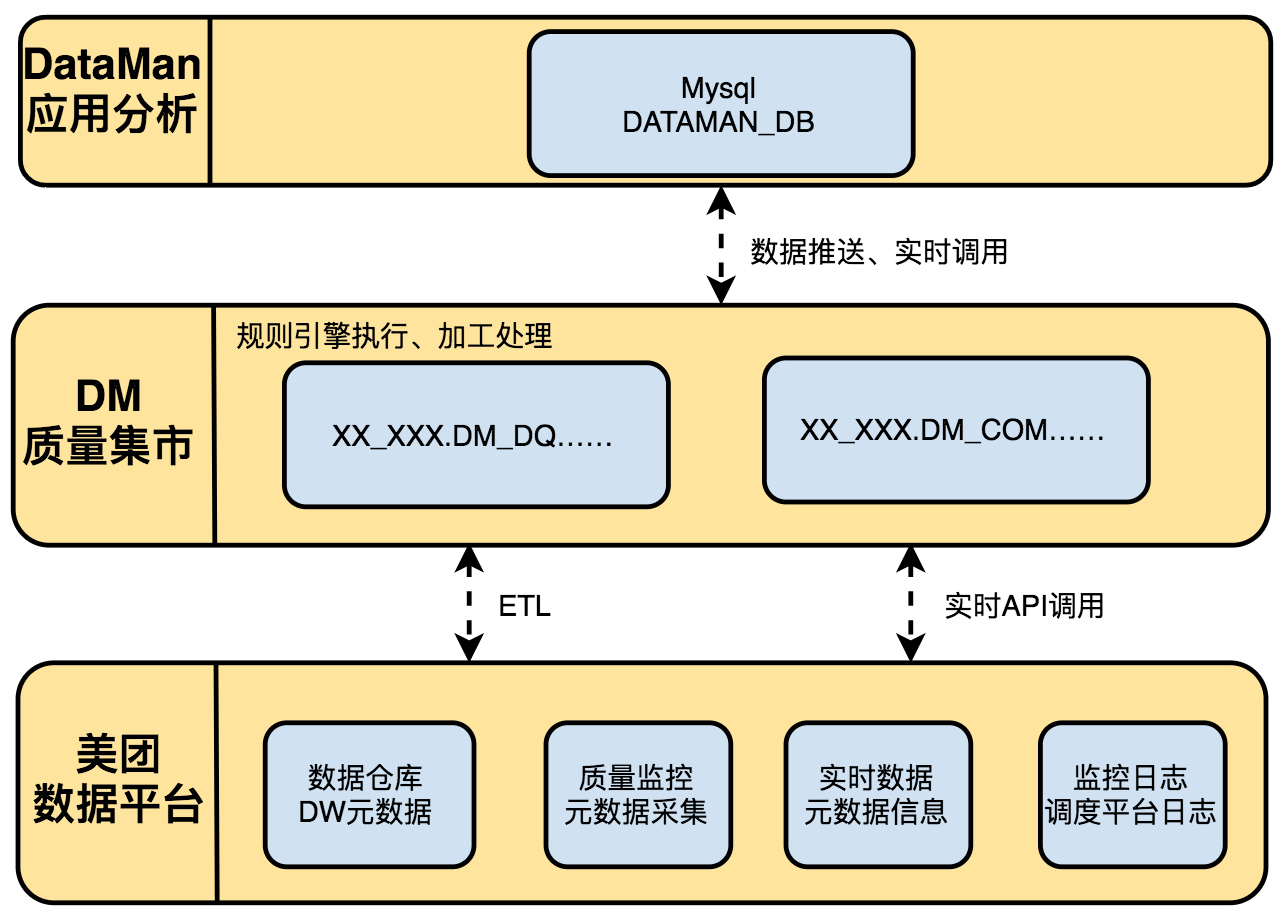 DataMan
应用分析
Mysql
DATAMAN_DB
数据推送、实时调用
DM
质量集市
规则引擎执行、加工处理
XX_XXX.DM_DQ……
XX_XXX.DM_COM……
ETL
实时API调用
美团
数据平台
数据仓库
DW元数据
质量监控
元数据采集
实时数据
元数据信息
监控日志
调度平台日志